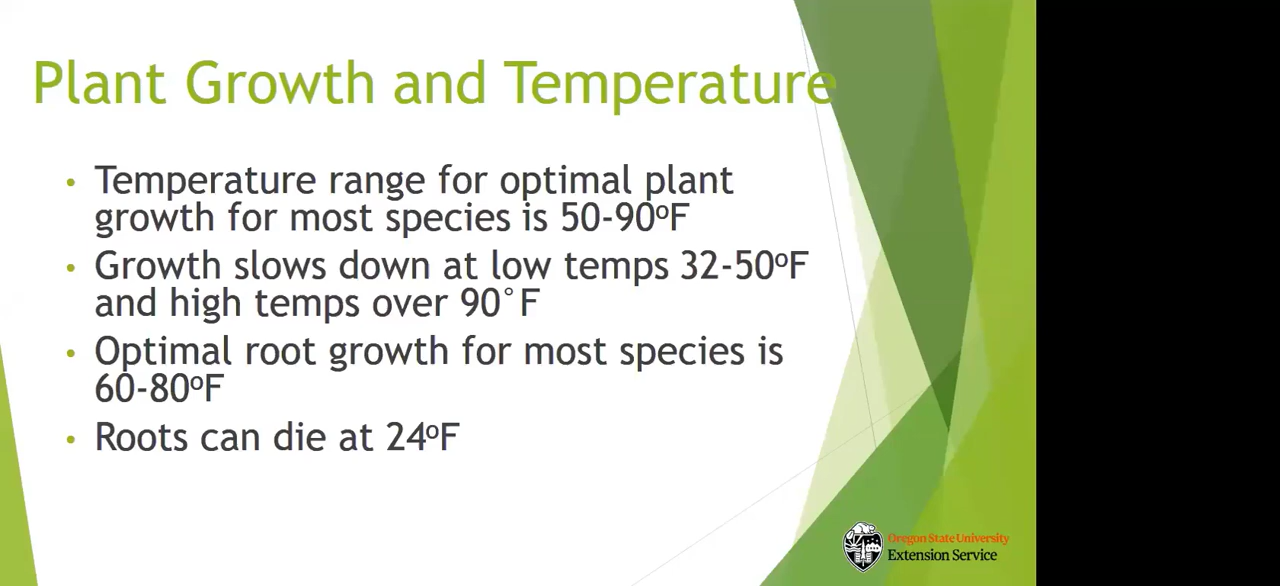 Plant Growth and Temperature
• Temperature range for optimal plant
growth for most species is 50-90ºF
• Growth slows down at low temps 32-50ºF
and high temps over 90°F
• Optimal root growth for most species is
60-80ºF
• Roots can die at 24ºF
Oregon State University
Extension Service